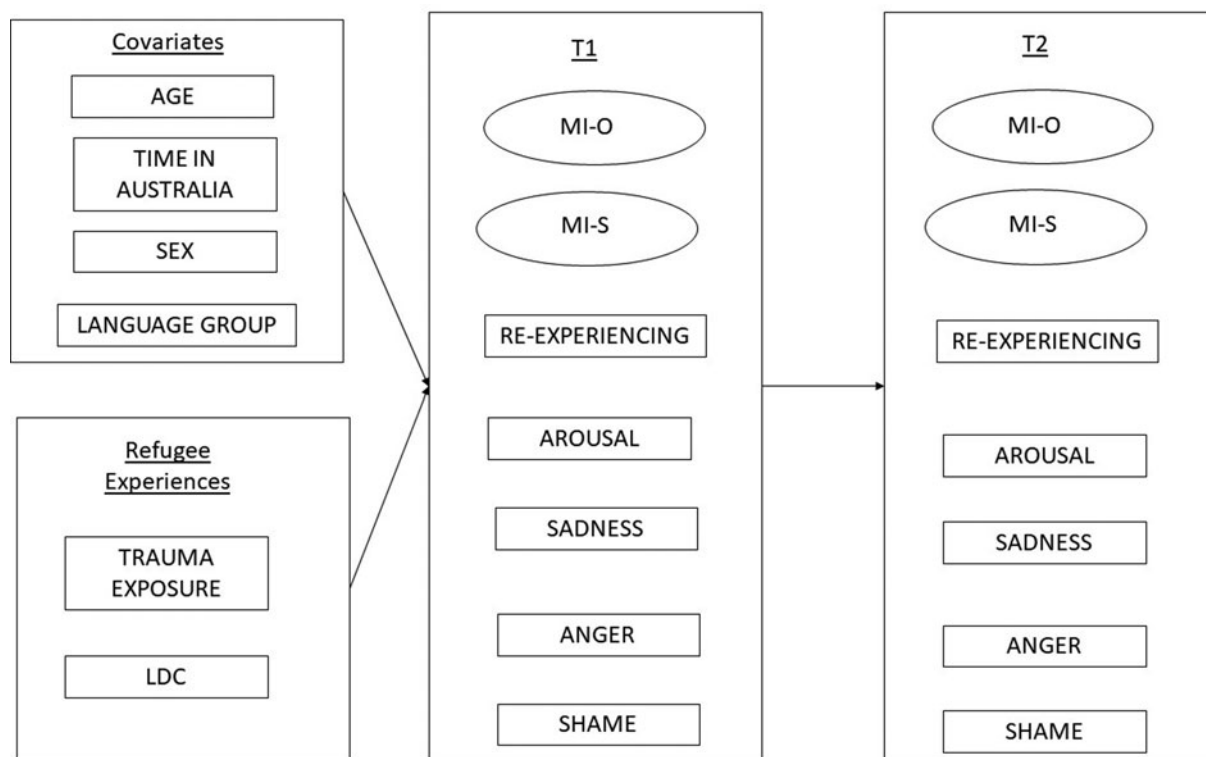 Covariates
AGE
TIME IN
AUSTRALIA
SEX
LANGUAGE GROUP
Refugee
Experiences
TRAUMA
EXPOSURE
LDC
T1
MI-O
MI-S
RE-EXPERIENCING
AROUSAL
SADNESS
ANGER
SHAME
T2
MI-O
MI-S
RE-EXPERIENCING
AROUSAL
SADNESS
ANGER
SHAME